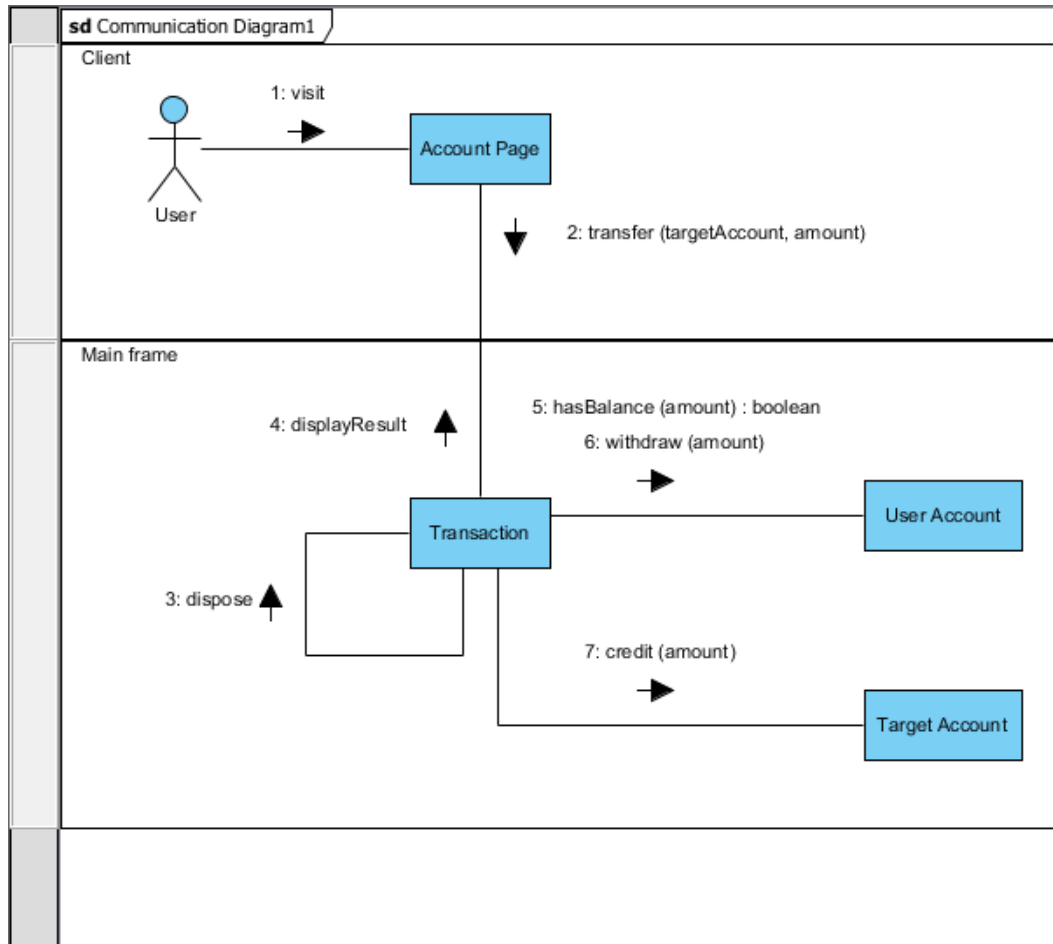 sd Communication Diagram1
Client
1: visit
Account Page
User
2: transfer (targetAccount, amount)
Main frame
5: hasBalance (amount) : boolean
4: displayResult
6: withdraw (amount)
User Account
Transaction
3: dispose
7: credit (amount)
Target Account